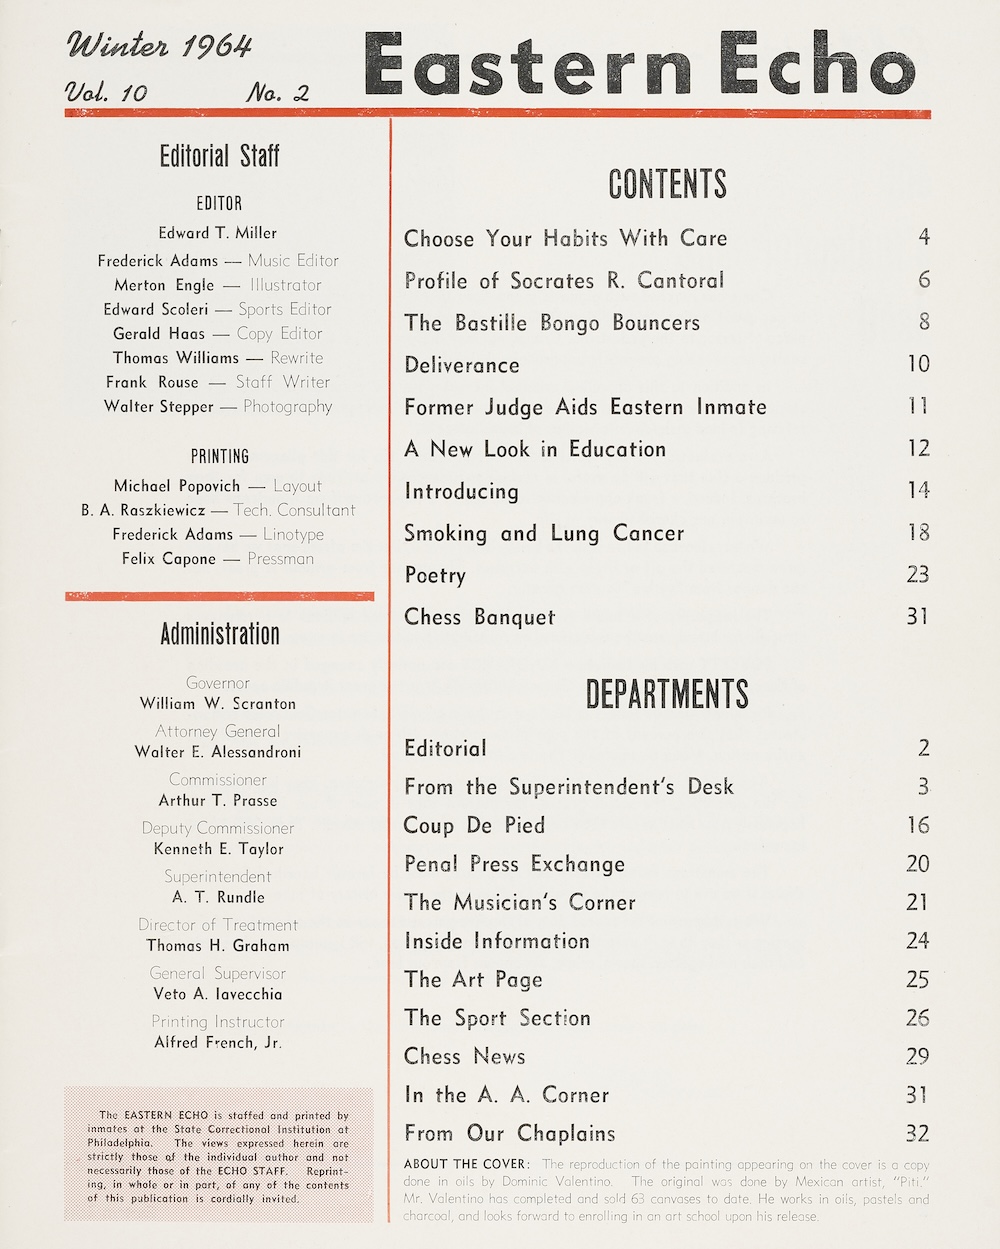 Winter 1964
Vol. 10 No. 2
Eastern Echo
Editorial Staff
EDITOR
Edward T. Miller
Frederick Adams — Music Editor
Merton Engle — Illustrator
Edward Scoleri — Sports Editor
Gerald Haas — Copy Editor
Thomas Williams — Rewrite
Frank Rouse — Staff Writer
Walter Stepper — Photography
PRINTING
Michael Popovich — Layout
B. A. Raszkiewicz — Tech. Consultant
Frederick Adams — Linotype
Felix Capone — Pressman
Administration
Governor
William W. Scranton
Attorney General
Walter E. Alessandroni
Commissioner
Arthur T. Prasse
Deputy Commissioner
Kenneth E. Taylor
Superintendent
A. T. Rundle
Director of Treatment
Thomas H. Graham
General Supervisor
Veto A. Iavecchia
Printing Instructor
Alfred French, Jr.
The EASTERN ECHO is staffed and printed by
inmates at the State Correctional Institution at
Philadelphia. The views expressed herein are
strictly those of the individual author and not
necessarily those of the ECHO STAFF. Reprint-
ing, in whole or in part, of any of the contents
of this publication is cordially invited.
CONTENTS
Choose Your Habits With Care 4
Profile of Socrates R. Cantoral 6
The Bastille Bongo Bouncers 8
Deliverance 10
Former Judge Aids Eastern Inmate 11
A New Look in Education 12
Introducing 14
Smoking and Lung Cancer 18
Poetry 23
Chess Banquet 31
DEPARTMENTS
Editorial 2
From the Superintendent's Desk 3
Coup De Pied 16
Penal Press Exchange 20
The Musician's Corner 21
Inside Information 24
The Art Page 25
The Sport Section 26
Chess News 29
In the A. A. Corner 31
From Our Chaplains 32
ABOUT THE COVER: The reproduction of the painting appearing on the cover is a copy
done in oils by Dominic Valentino. The original was done by Mexican artist, "Piti."
Mr. Valentino has completed and sold 63 canvases to date. He works in oils, pastels and
charcoal, and looks forward to enrolling in an art school upon his release.